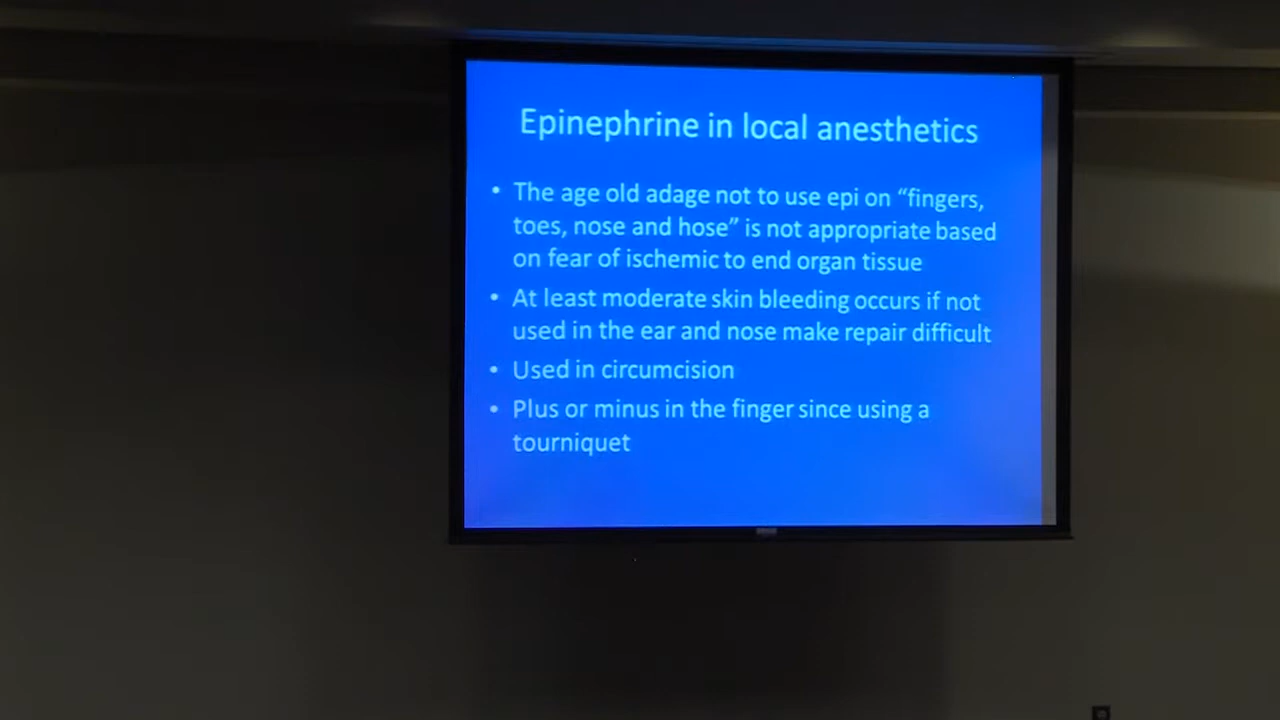 Epinephrine in local anesthetics
• The age old adage not to use epi on “fingers,
toes, nose and hose” is not appropriate based
on fear of ischemic to end organ tissue
• At least moderate skin bleeding occurs if not
used in the ear and nose make repair difficult
• Used in circumcision
• Plus or minus in the finger since using a
tourniquet